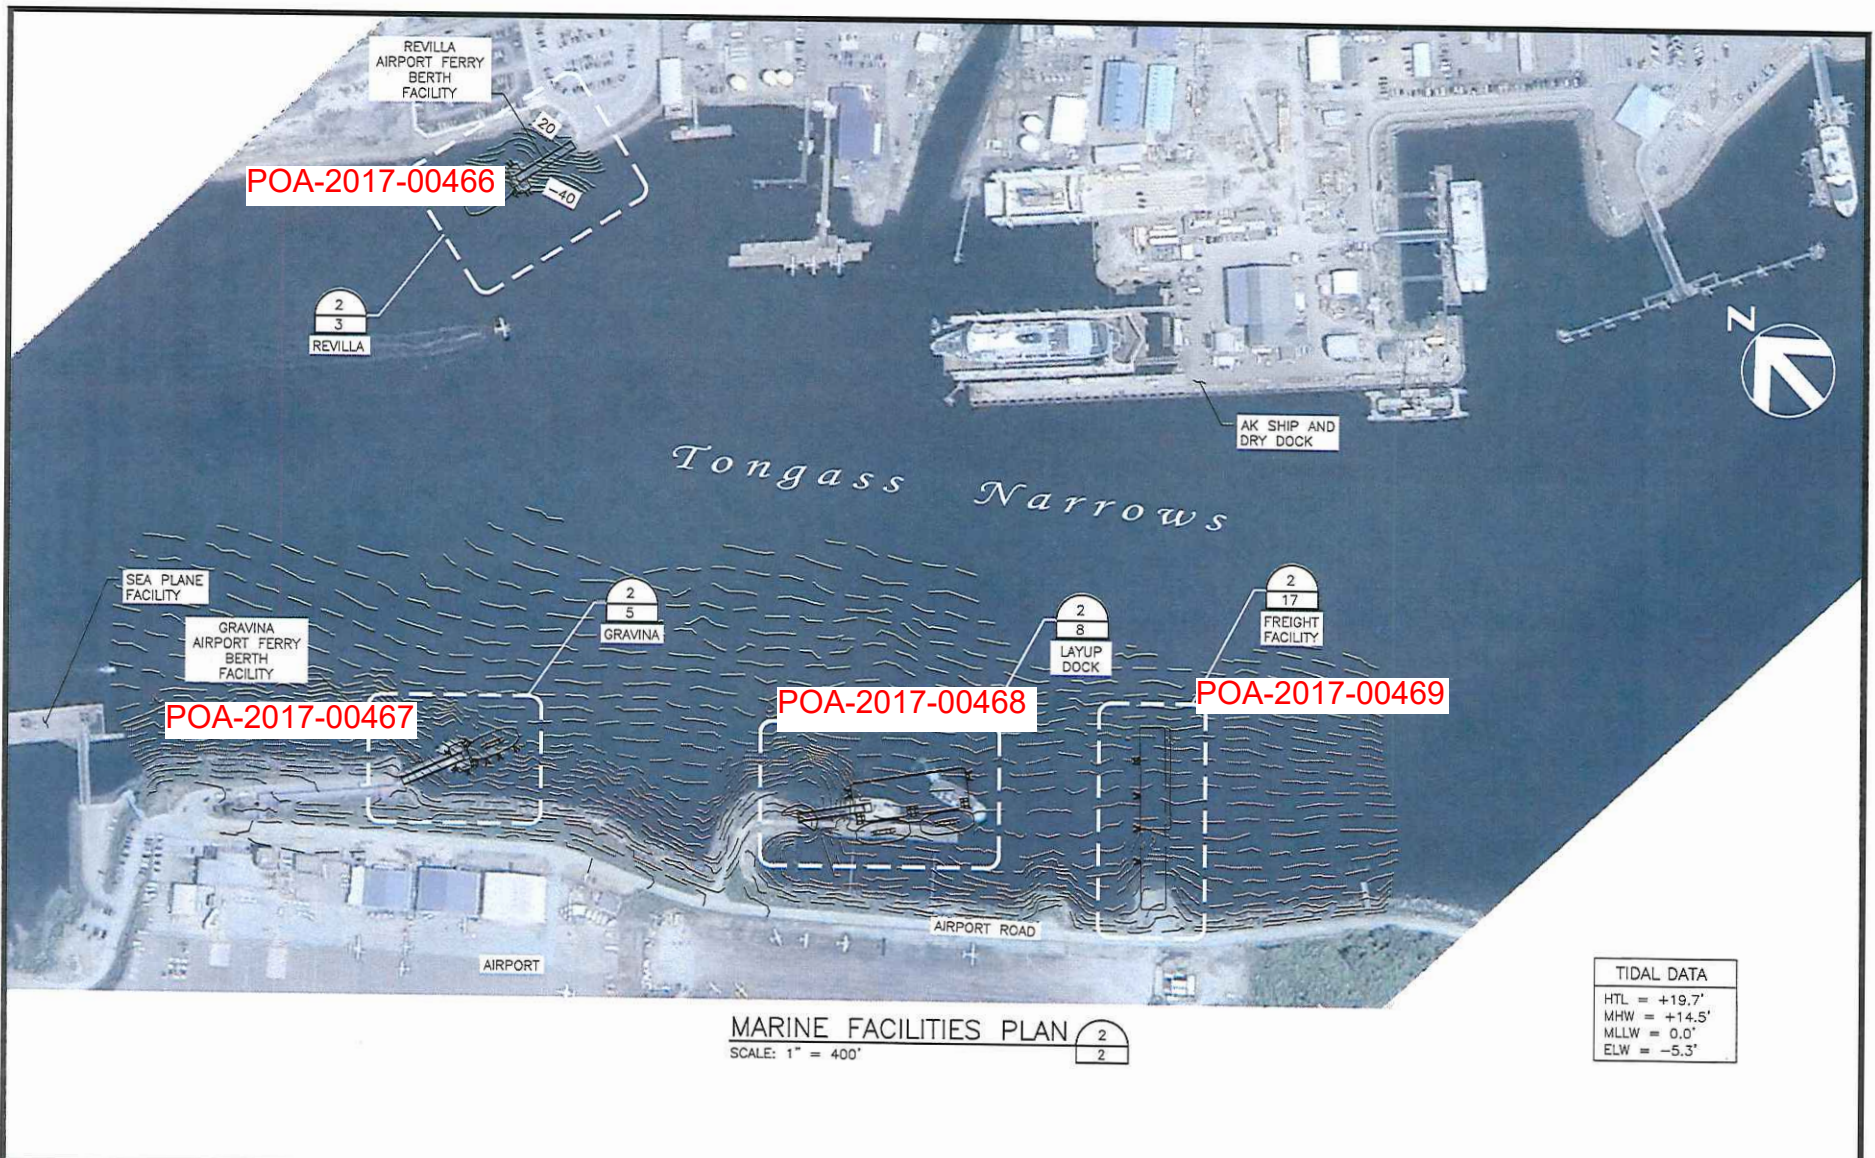 REVILLA
AIRPORT FERRY
BERTH
FACILITY
20
-40
POA-2017-00466
2
3
REVILLA
N
AK SHIP AND
DRY DOCK
Tongass Narrows
SEA PLANE
FACILITY
GRAVINA
AIRPORT FERRY
BERTH
FACILITY
2
5
GRAVINA
2
8
LAYUP
DOCK
2
17
FREIGHT
FACILITY
POA-2017-00467
POA-2017-00468
POA-2017-00469
AIRPORT ROAD
AIRPORT
MARINE FACILITIES PLAN
SCALE: 1" = 400'
2
2
TIDAL DATA
HTL = +19.7'
MHW = +14.5'
MLLW = 0.0'
ELW = -5.3'